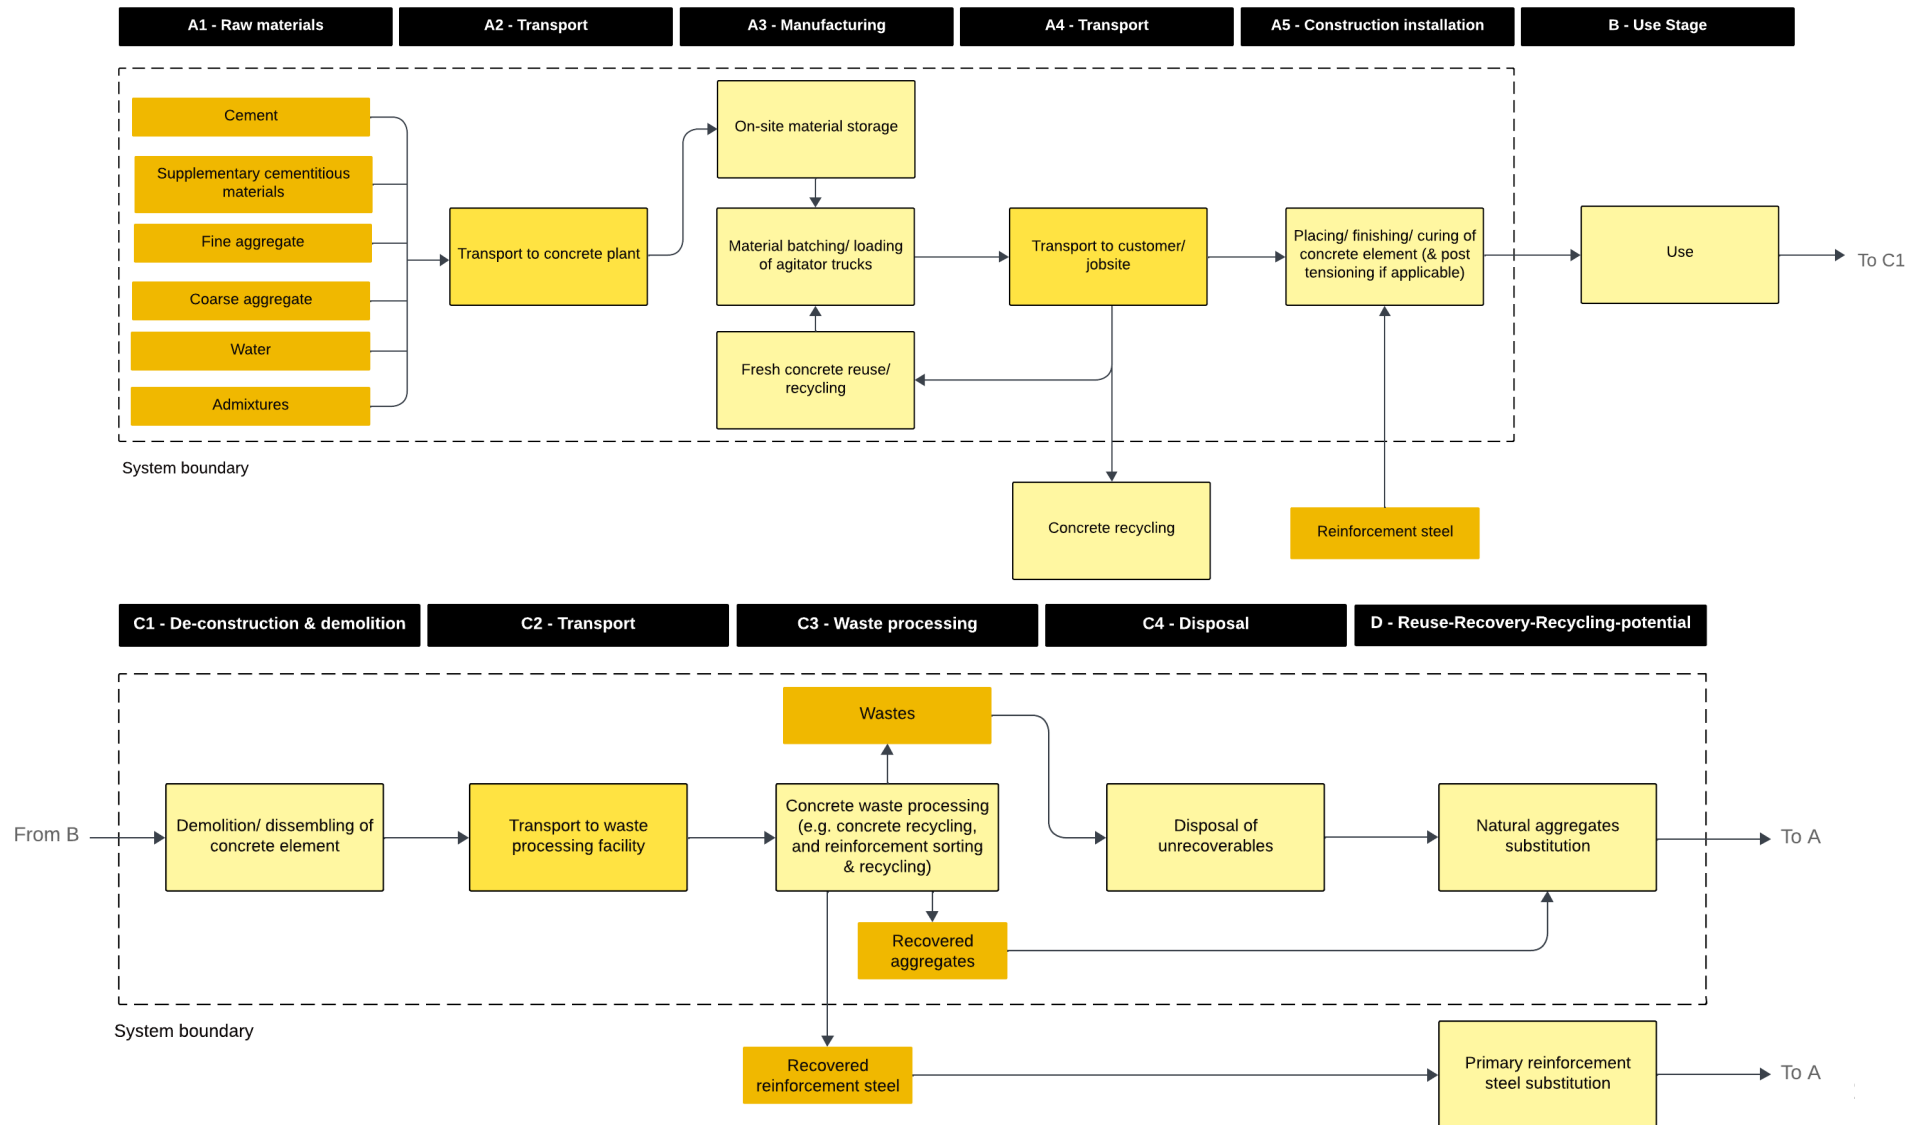 A1 - Raw materials
A2 - Transport
A3 - Manufacturing
A4 - Transport
A5 - Construction installation
B - Use Stage
Cement
Supplementary cementitious
materials
Fine aggregate
Coarse aggregate
Water
Admixtures
Transport to concrete plant
On-site material storage
Material batching/ loading
of agitator trucks
Fresh concrete reuse/
recycling
Transport to customer/
jobsite
Placing/ finishing/ curing of
concrete element (& post
tensioning if applicable)
Use
To C1
System boundary
Concrete recycling
Reinforcement steel
C1 - De-construction & demolition
C2 - Transport
C3 - Waste processing
C4 - Disposal
D - Reuse-Recovery-Recycling-potential
From B
Demolition/ dissembling of
concrete element
Transport to waste
processing facility
Wastes
Concrete waste processing
(e.g. concrete recycling,
and reinforcement sorting
& recycling)
Recovered
aggregates
Disposal of
unrecoverables
Natural aggregates
substitution
To A
System boundary
Recovered
reinforcement steel
Primary reinforcement
steel substitution
To A